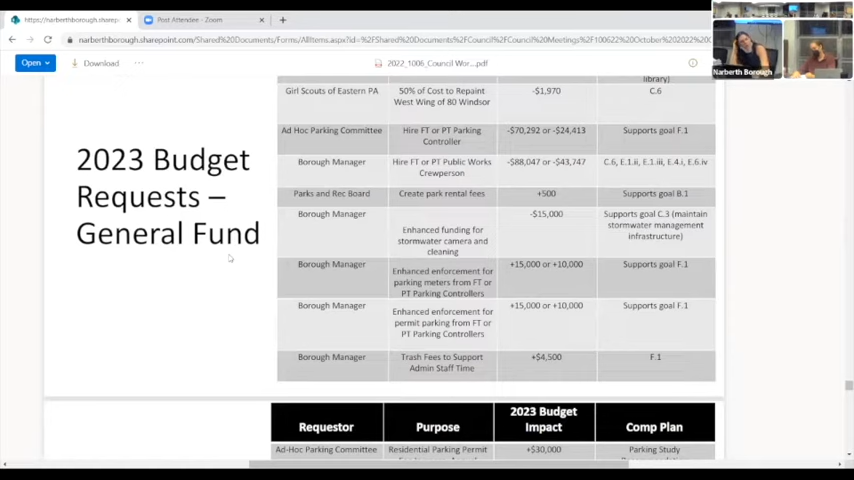 https://narberthborough.sharepo
Post Attendee - Zoom
narberthborough.sharepoint.com/Shared%20Documents/Forms/AllItems.aspx?id=%2FShared%20Documents%2FCouncil%2FCouncil%20Meetings%2F100622%20October%202022%20C
Open
Download
2022_1006_Council Wor...pdf
Narberth Borough
2023 Budget
Requests –
General Fund
library)
Girl Scouts of Eastern PA
50% of Cost to Repaint
West Wing of 80 Windsor
-$1,970
C.6
Ad Hoc Parking Committee
Hire FT or PT Parking
Controller
-$70,292 or -$24,413
Supports goal F.1
Borough Manager
Hire FT or PT Public Works
Crewperson
-$88,047 or -$43,747
C.6, E.1.ii, E.1.iii, E.4.i, E.6.iv
Parks and Rec Board
Create park rental fees
+500
Supports goal B.1
Borough Manager
Enhanced funding for
stormwater camera and
cleaning
-$15,000
Supports goal C.3 (maintain
stormwater management
infrastructure)
Borough Manager
Enhanced enforcement for
parking meters from FT or
PT Parking Controllers
+15,000 or +10,000
Supports goal F.1
Borough Manager
Enhanced enforcement for
permit parking from FT or
PT Parking Controllers
+15,000 or +10,000
Supports goal F.1
Borough Manager
Trash Fees to Support
Admin Staff Time
+$4,500
F.1
Requestor
Purpose
2023 Budget
Impact
Comp Plan
Ad-Hoc Parking Committee
Residential Parking Permit
+$30,000
Parking Study